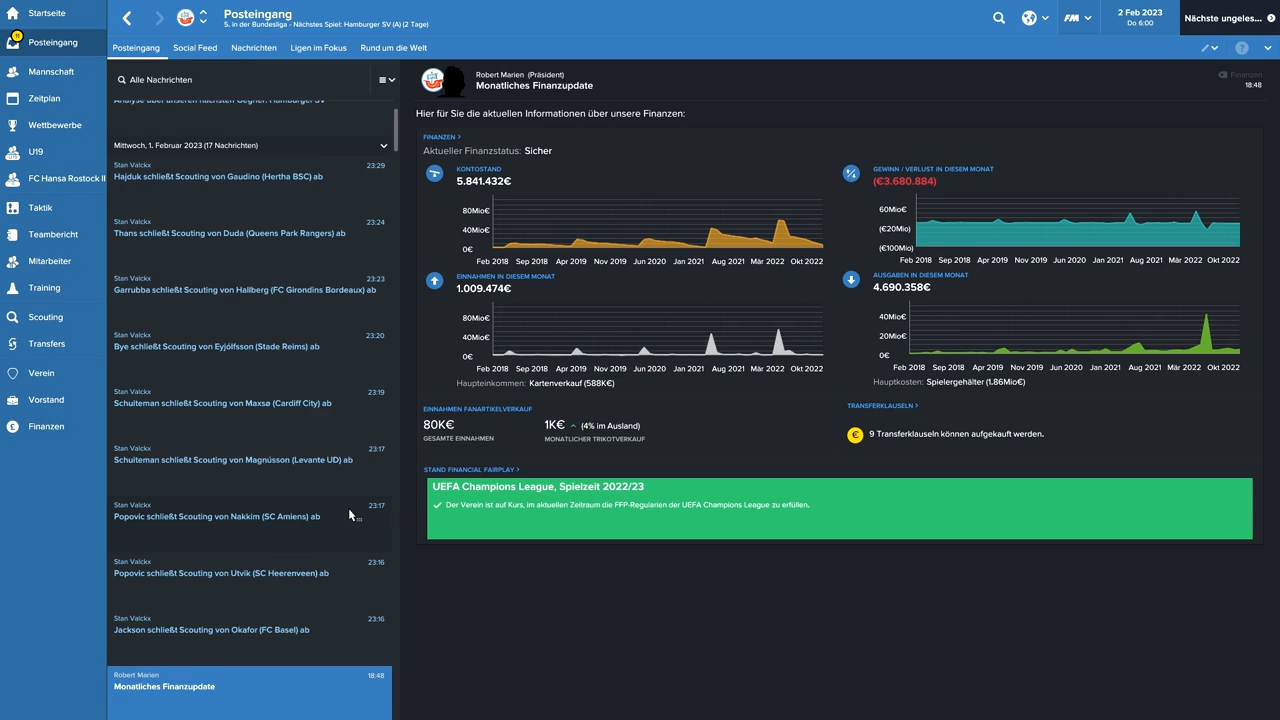 Startseite
11
Posteingang
Mannschaft
Zeitplan
Wettbewerbe
U19
FC Hansa Rostock II
Taktik
Teambericht
Mitarbeiter
Training
Scouting
Transfers
Verein
Vorstand
Finanzen
Posteingang
5. in der Bundesliga - Nächstes Spiel: Hamburger SV (A) (2 Tage)
FM
2 Feb 2023
Do 6:00
Nächste ungeles...
Posteingang
Social Feed
Nachrichten
Ligen im Fokus
Rund um die Welt
Alle Nachrichten
Analyse über unseren nächsten Gegner: Hamburger SV
Mittwoch, 1. Februar 2023 (17 Nachrichten)
Stan Valckx 23:29
Hajduk schließt Scouting von Gaudino (Hertha BSC) ab
Stan Valckx 23:24
Thans schließt Scouting von Duda (Queens Park Rangers) ab
Stan Valckx 23:23
Garrubba schließt Scouting von Hallberg (FC Girondins Bordeaux) ab
Stan Valckx 23:20
Bye schließt Scouting von Eyjólfsson (Stade Reims) ab
Stan Valckx 23:19
Schuiteman schließt Scouting von Maxsø (Cardiff City) ab
Stan Valckx 23:17
Schuiteman schließt Scouting von Magnússon (Levante UD) ab
Stan Valckx 23:17
Popovic schließt Scouting von Nakkim (SC Amiens) ab
Stan Valckx 23:16
Popovic schließt Scouting von Utvik (SC Heerenveen) ab
Stan Valckx 23:16
Jackson schließt Scouting von Okafor (FC Basel) ab
Robert Marien 18:48
Monatliches Finanzupdate
Robert Marien (Präsident)
Monatliches Finanzupdate
Finanzen
18:48
Hier für Sie die aktuellen Informationen über unsere Finanzen:
FINANZEN >
Aktueller Finanzstatus: Sicher
KONTOSTAND
5.841.432€
80Mio€
40Mio€
0€
Feb 2018 Sep 2018 Apr 2019 Nov 2019 Jun 2020 Jan 2021 Aug 2021 Mär 2022 Okt 2022
GEWINN / VERLUST IN DIESEM MONAT
(€3.680.884)
60Mio€
(€20Mio)
(€100Mio)
Feb 2018 Sep 2018 Apr 2019 Nov 2019 Jun 2020 Jan 2021 Aug 2021 Mär 2022 Okt 2022
EINNAHMEN IN DIESEM MONAT
1.009.474€
80Mio€
40Mio€
0€
Feb 2018 Sep 2018 Apr 2019 Nov 2019 Jun 2020 Jan 2021 Aug 2021 Mär 2022 Okt 2022
Haupteinkommen: Kartenverkauf (588K€)
AUSGABEN IN DIESEM MONAT
4.690.358€
40Mio€
20Mio€
0€
Feb 2018 Sep 2018 Apr 2019 Nov 2019 Jun 2020 Jan 2021 Aug 2021 Mär 2022 Okt 2022
Hauptkosten: Spielergehälter (1,86Mio€)
EINNAHMEN FANARTIKELVERKAUF
80K€
GESAMTE EINNAHMEN
1K€ (4% im Ausland)
MONATLICHER TRIKOTVERKAUF
TRANSFERKLAUSELN >
€ 9 Transferklauseln können aufgekauft werden.
STAND FINANCIAL FAIRPLAY >
UEFA Champions League, Spielzeit 2022/23
Der Verein ist auf Kurs, im aktuellen Zeitraum die FFP-Regularien der UEFA Champions League zu erfüllen.